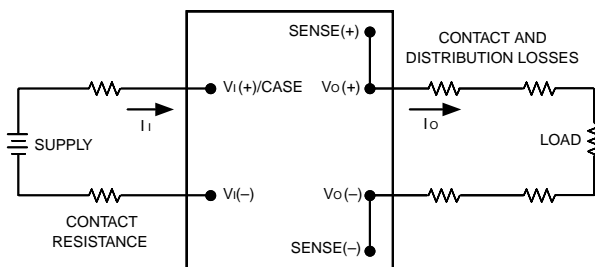 SENSE(+)
CONTACT AND
DISTRIBUTION LOSSES
VI(+)/CASE
VO(+)
II
IO
SUPPLY
LOAD
VI(–)
VO(–)
CONTACT
RESISTANCE
SENSE(–)